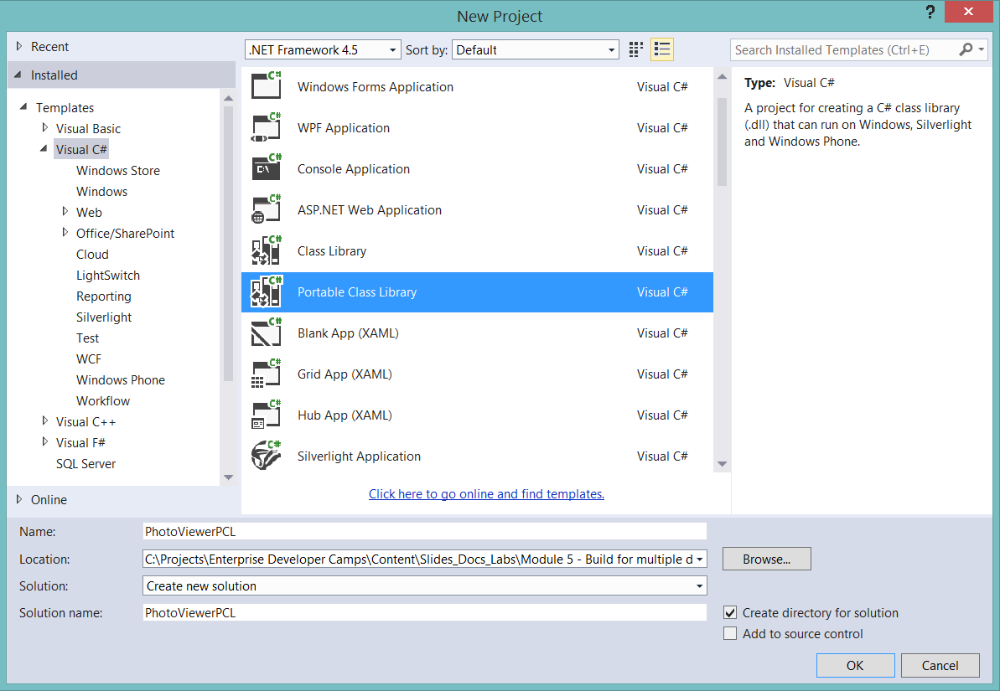 New Project
?
Recent
.NET Framework 4.5
Sort by:
Default
Search Installed Templates (Ctrl+E)
Installed
Templates
Visual Basic
Visual C#
Windows Store
Windows
Web
Office/SharePoint
Cloud
LightSwitch
Reporting
Silverlight
Test
WCF
Windows Phone
Workflow
Visual C++
Visual F#
SQL Server
Online
C# Windows Forms Application Visual C#
C# WPF Application Visual C#
C# C:\ Console Application Visual C#
C# ASP.NET Web Application Visual C#
C# Class Library Visual C#
C# Portable Class Library Visual C#
C# Blank App (XAML) Visual C#
C# Grid App (XAML) Visual C#
C# Hub App (XAML) Visual C#
C# Silverlight Application Visual C#
Click here to go online and find templates.
Type: Visual C#
A project for creating a C# class library
(.dll) that can run on Windows, Silverlight
and Windows Phone.
Name: PhotoViewerPCL
Location: C:\Projects\Enterprise Developer Camps\Content\Slides_Docs_Labs\Module 5 - Build for multiple d
Browse...
Solution: Create new solution
Solution name: PhotoViewerPCL
Create directory for solution
Add to source control
OK
Cancel